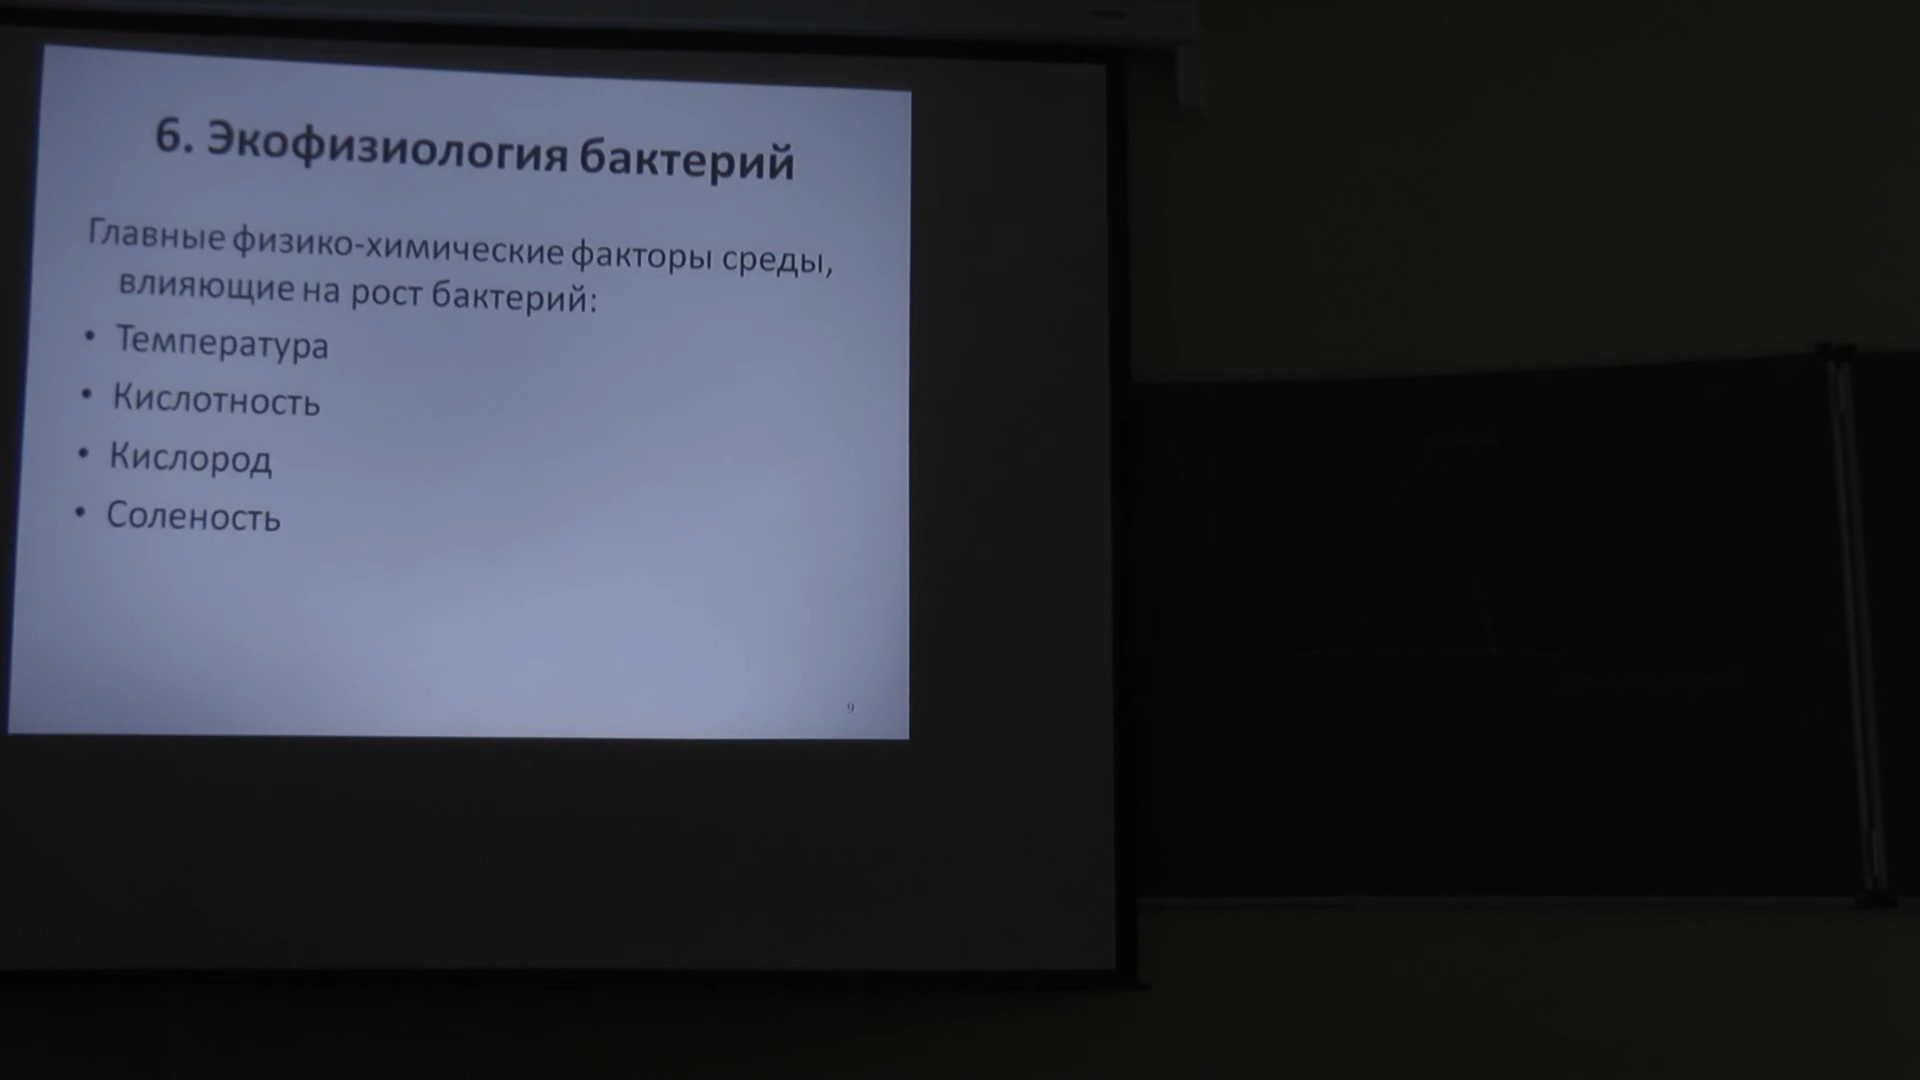 6. Экофизиология бактерий
Главные физико-химические факторы среды,
влияющие на рост бактерий:
• Температура
• Кислотность
• Кислород
• Соленость
9